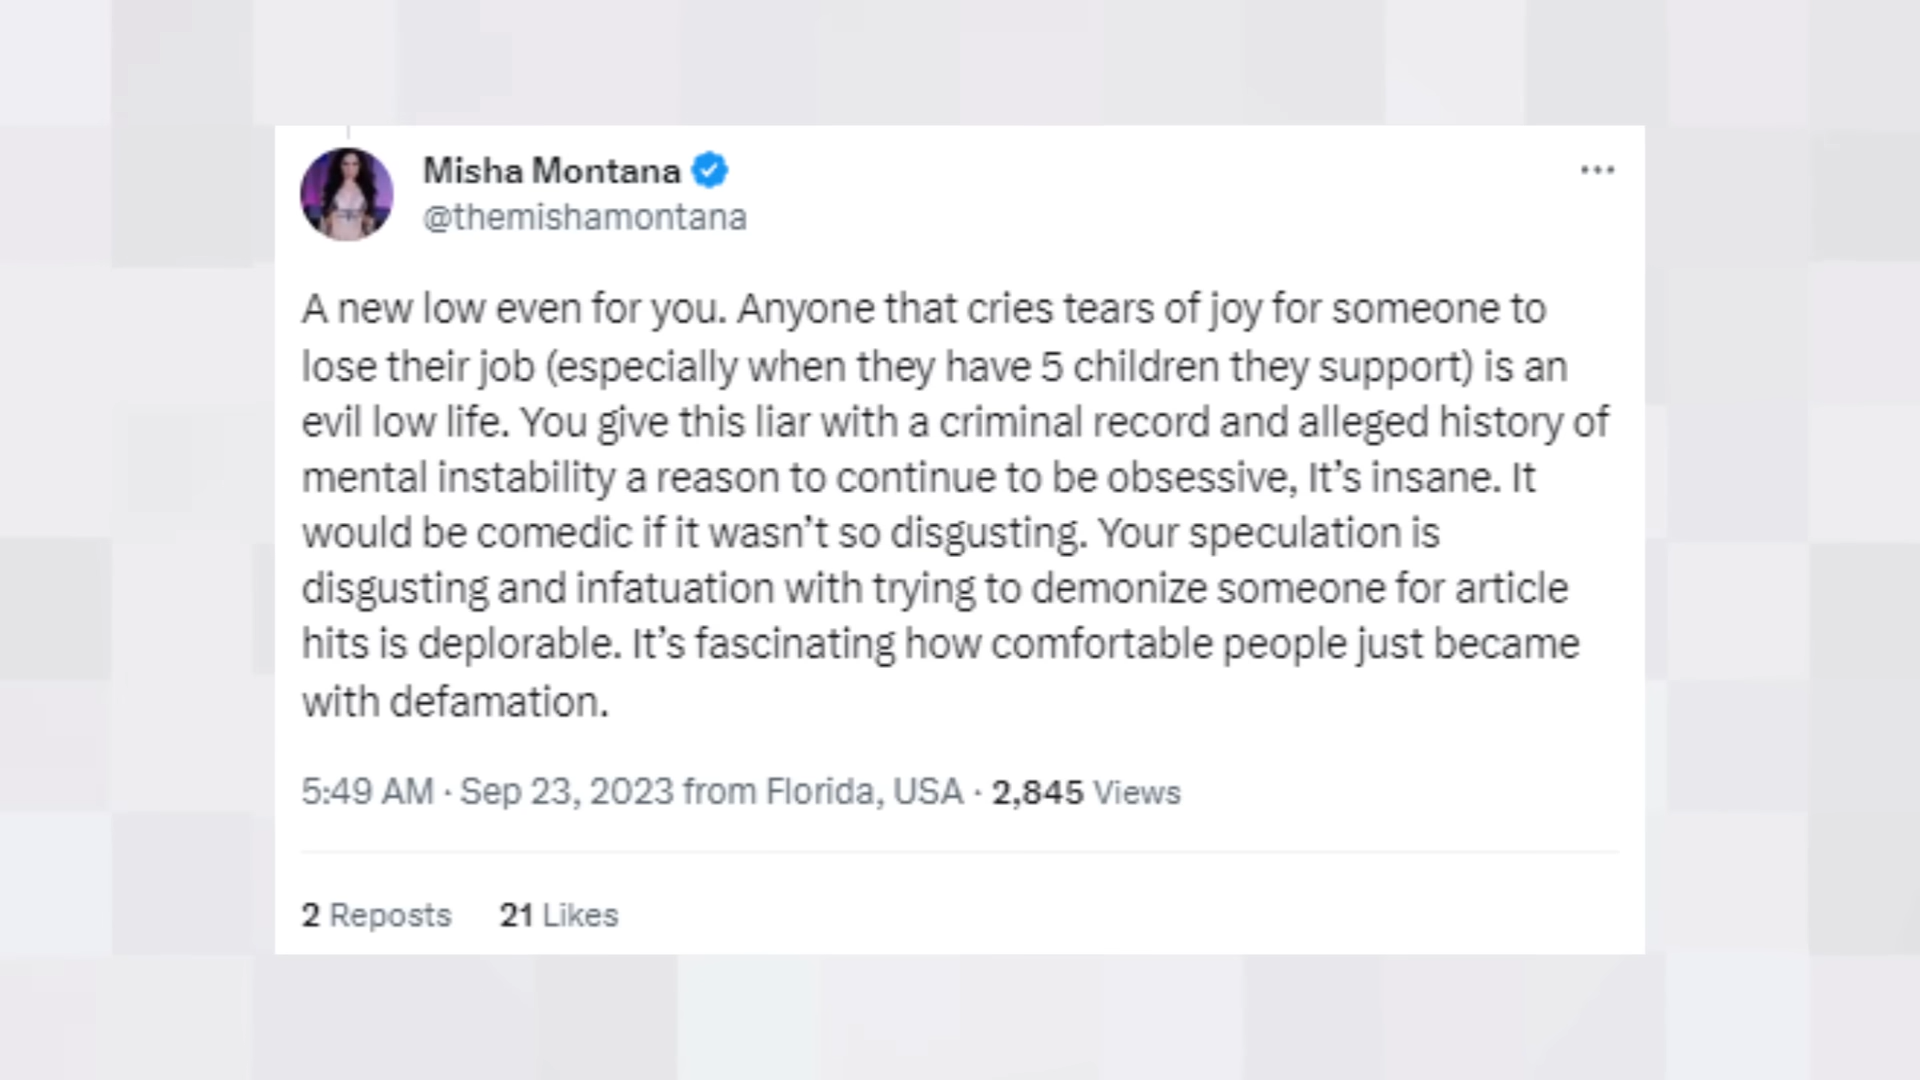 Misha Montana
@themishamontana
A new low even for you. Anyone that cries tears of joy for someone to
lose their job (especially when they have 5 children they support) is an
evil low life. You give this liar with a criminal record and alleged history of
mental instability a reason to continue to be obsessive, It’s insane. It
would be comedic if it wasn’t so disgusting. Your speculation is
disgusting and infatuation with trying to demonize someone for article
hits is deplorable. It’s fascinating how comfortable people just became
with defamation.
5:49 AM · Sep 23, 2023 from Florida, USA · 2,845 Views
2 Reposts 21 Likes